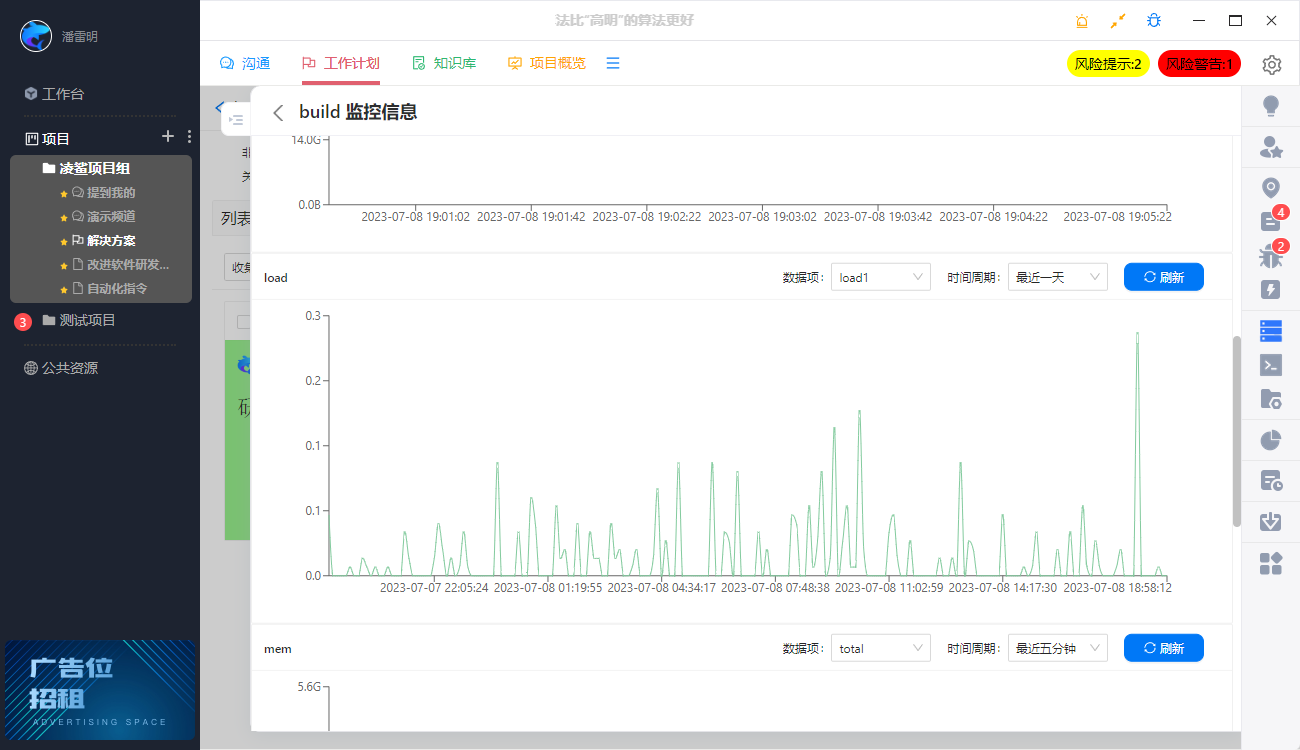 法比“高明”的算法更好
潘雷明
沟通
工作计划
知识库
项目概览
风险提示:2
风险警告:1
工作台
项目
凌鲨项目组
提到我的
演示频道
解决方案
改进软件研发...
自动化指令
3
测试项目
公共资源
广告位
招租
ADVERTISING SPACE
列表
build 监控信息
14.0G
0.0B
2023-07-08 19:01:02 2023-07-08 19:01:42 2023-07-08 19:02:22 2023-07-08 19:03:02 2023-07-08 19:03:42 2023-07-08 19:04:22 2023-07-08 19:05:22
load
数据项: load1
时间周期: 最近一天
刷新
0.3
0.2
0.1
0.1
0.0
2023-07-07 22:05:24 2023-07-08 01:19:55 2023-07-08 04:34:17 2023-07-08 07:48:38 2023-07-08 11:02:59 2023-07-08 14:17:30 2023-07-08 18:58:12
mem
数据项: total
时间周期: 最近五分钟
刷新
5.6G
4
2